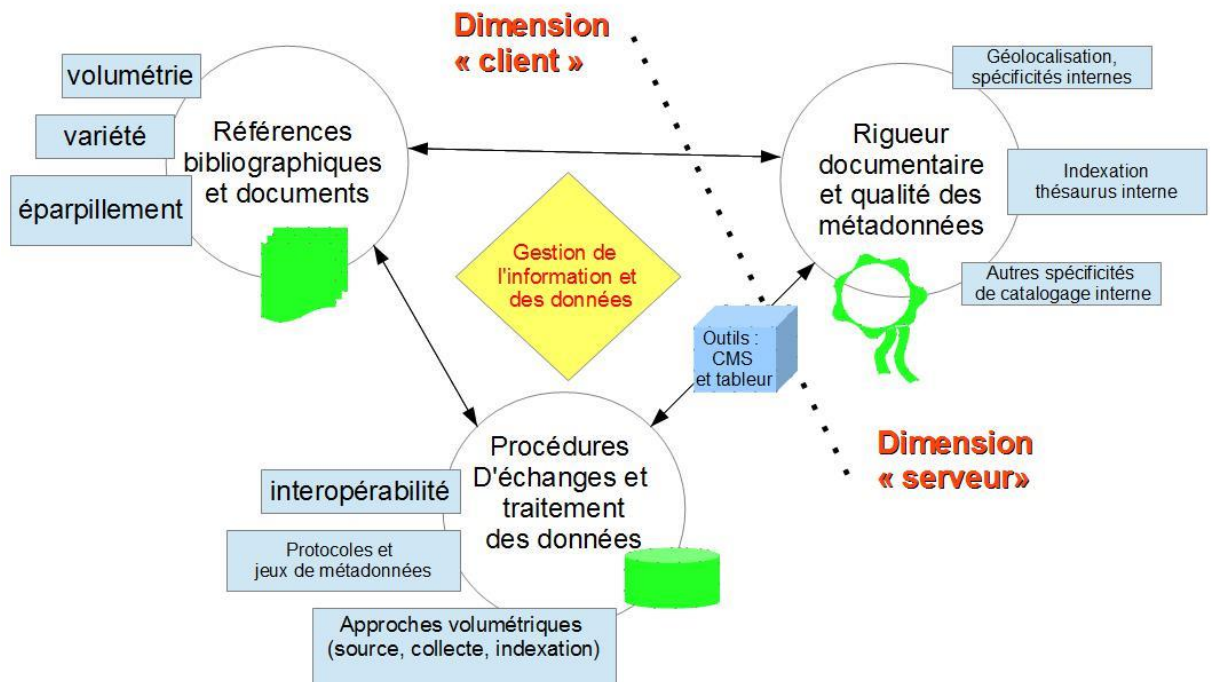 Dimension
« client »
volumétrie
variété
éparpillement
Références
bibliographiques
et documents
Géolocalisation,
spécificités internes
Rigueur
documentaire
et qualité des
métadonnées
Indexation
thésaurus interne
Autres spécificités
de catalogage interne
Gestion de
l'information et
des données
Outils :
CMS
et tableur
Dimension
« serveur»
Procédures
D'échanges et
traitement
des données
interopérabilité
Protocoles et
jeux de métadonnées
Approches volumétriques
(source, collecte, indexation)